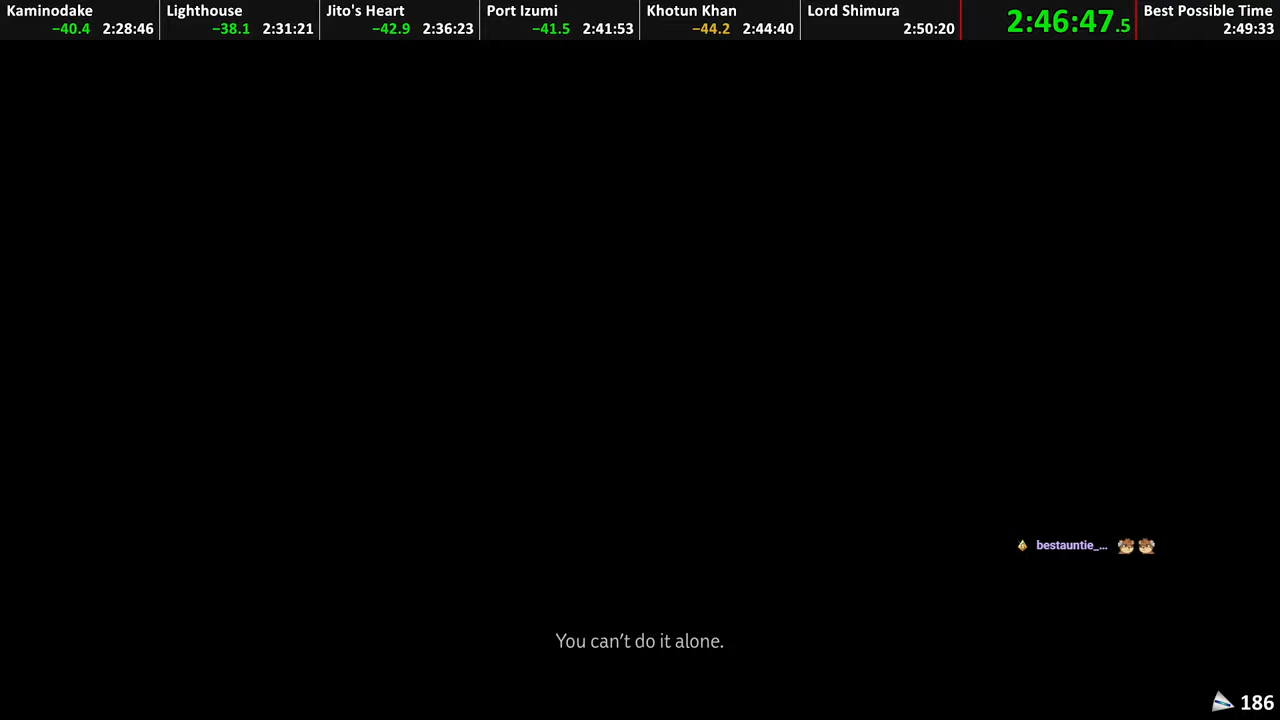 Kaminodake
−40.4 2:28:46
Lighthouse
−38.1 2:31:21
Jito's Heart
−42.9 2:36:23
Port Izumi
−41.5 2:41:53
Khotun Khan
−44.2 2:44:40
Lord Shimura
2:50:20
2:46:47.5
Best Possible Time
2:49:33
bestauntie_...
You can't do it alone.
186